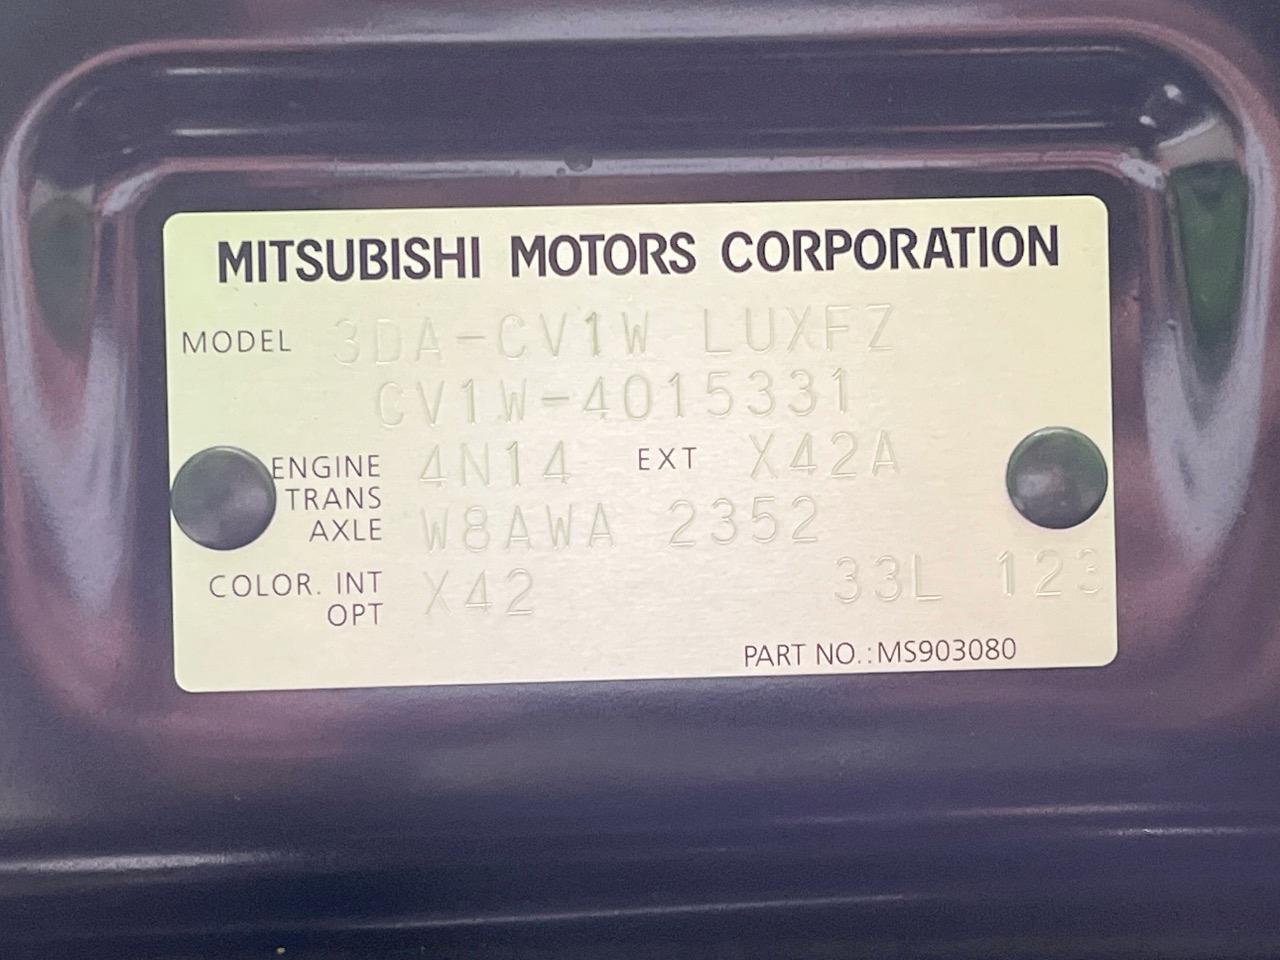 MITSUBISHI MOTORS CORPORATION
MODEL 3DA-CV1W LUXFZ
CV1W-4015331
ENGINE 4N14 EXT X42A
TRANS
AXLE W8AWA 2352
COLOR. INT X42 33L 123
OPT
PART NO.:MS903080